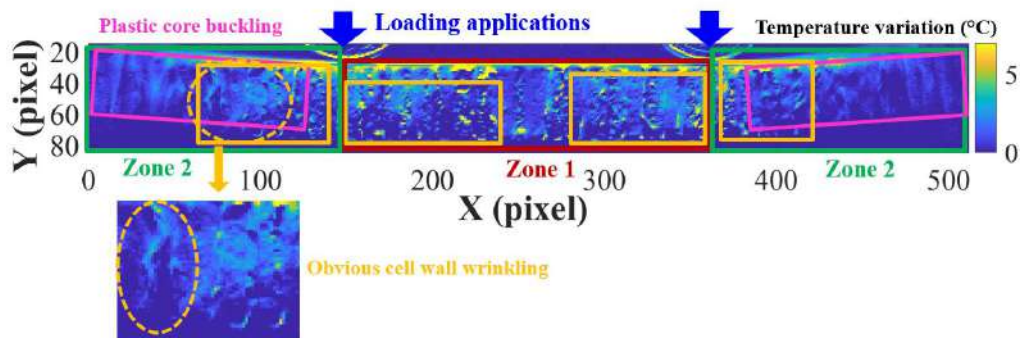 Plastic core buckling
Loading applications
Temperature variation (°C)
20
40
60
80
Y (pixel)
5
0
Zone 2
Zone 1
Zone 2
0
100
200
300
400
500
X (pixel)
Obvious cell wall wrinkling